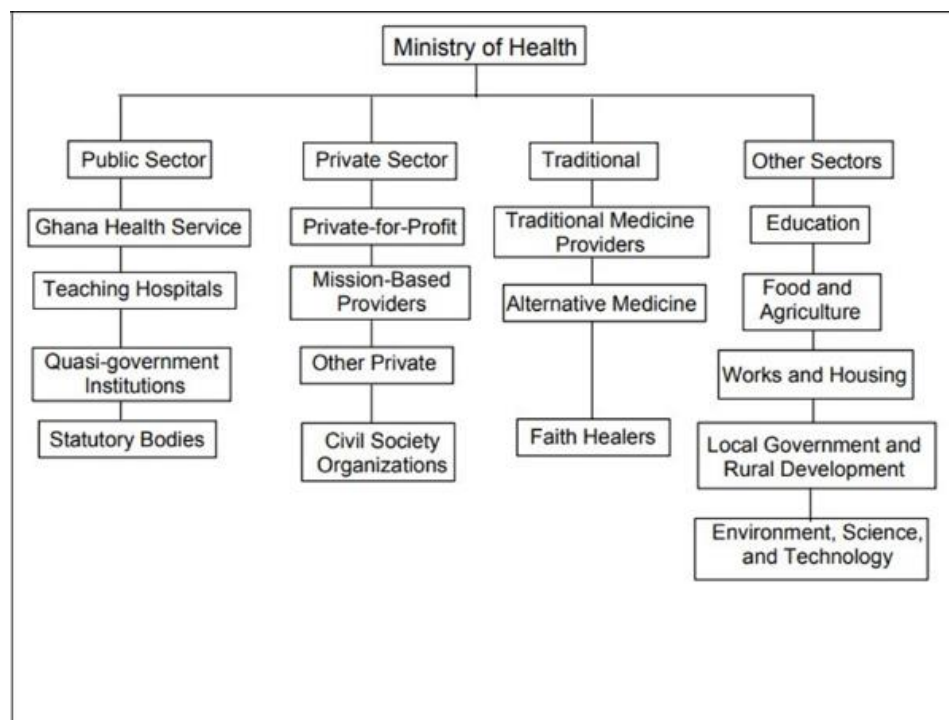 Ministry of Health
Public Sector
Private Sector
Traditional
Other Sectors
Ghana Health Service
Private-for-Profit
Traditional Medicine
Providers
Education
Teaching Hospitals
Mission-Based
Providers
Alternative Medicine
Food and
Agriculture
Quasi-government
Institutions
Other Private
Works and Housing
Statutory Bodies
Civil Society
Organizations
Faith Healers
Local Government and
Rural Development
Environment, Science,
and Technology